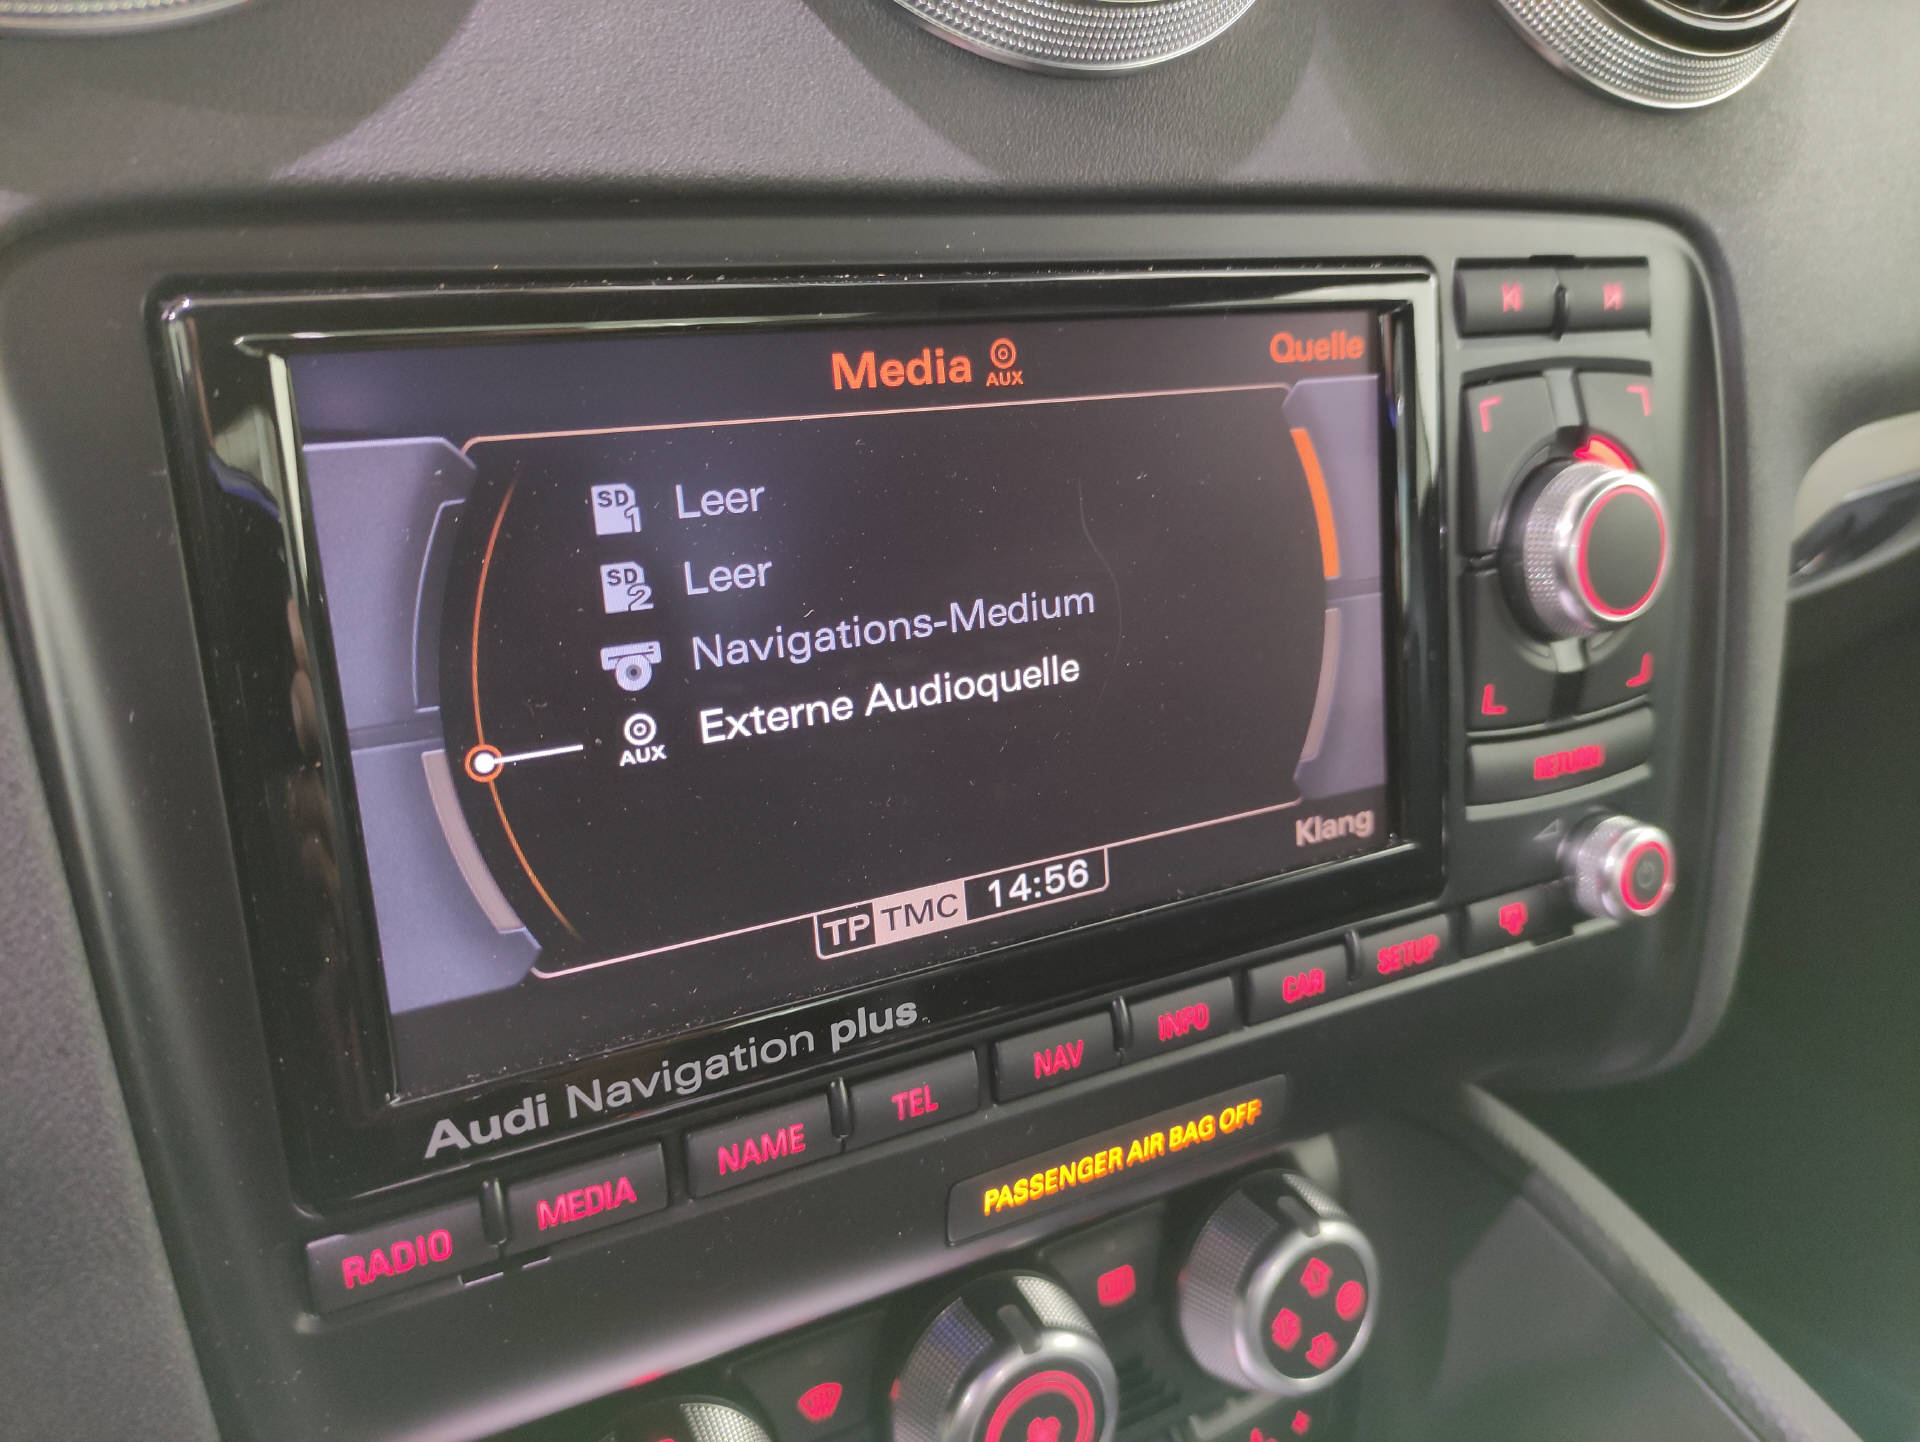 Media AUX
Quelle
SD 1 Leer
SD 2 Leer
Navigations-Medium
AUX Externe Audioquelle
Klang
TP TMC 14:56
RETURN
Audi Navigation plus
RADIO MEDIA NAME TEL NAV INFO CAR SETUP
PASSENGER AIR BAG OFF